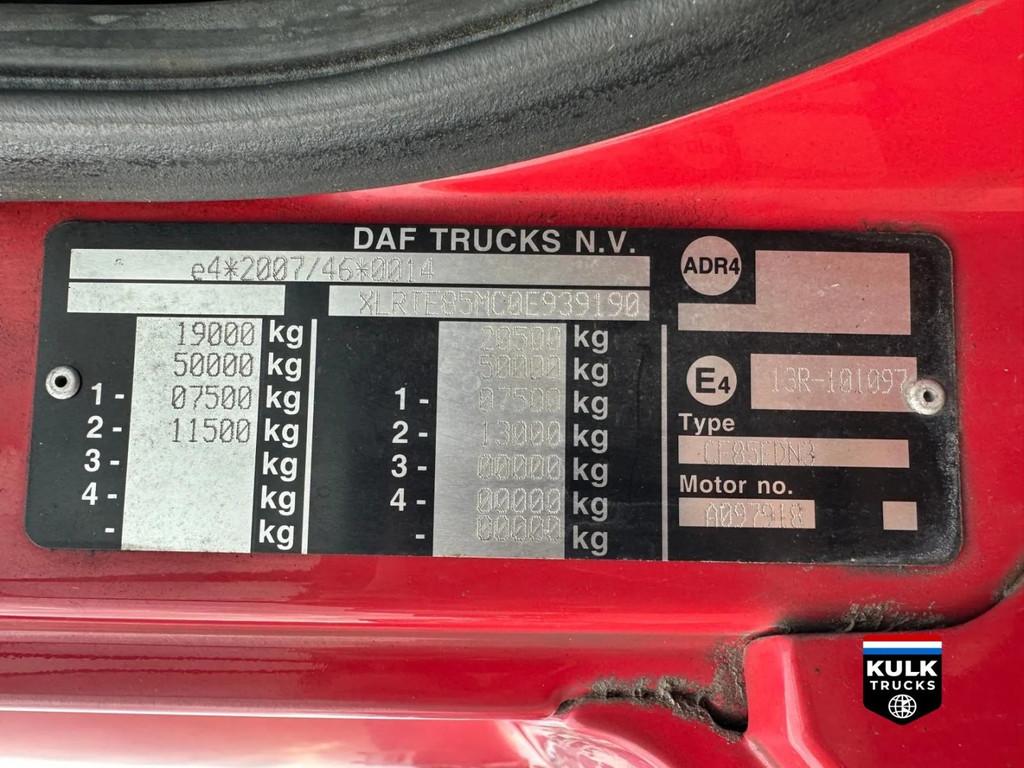 DAF TRUCKS N.V.
e4*2007/46*0014
XLRTE85MC0E939190
19000 kg 20500 kg
50000 kg 50000 kg
1 - 07500 kg 1 - 07500 kg
2 - 11500 kg 2 - 13000 kg
3 - kg 3 - 00000 kg
4 - kg 4 - 00000 kg
- kg - 00000 kg
ADR4
E4 13R-101097
Type
CF85FDN3
Motor no.
A097918
KULK
TRUCKS